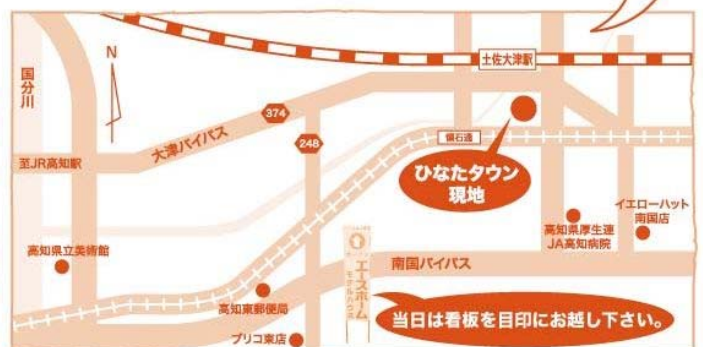 土佐大津駅
N
国分川
374
大津バイパス
248
領石通
至JR高知駅
ひなたタウン
現地
イエローハット
南国店
高知県厚生連
JA高知病院
高知県立美術館
南国バイパス
エースホーム
高知東郵便局
当日は看板を目印にお越し下さい。
ブリコ東店